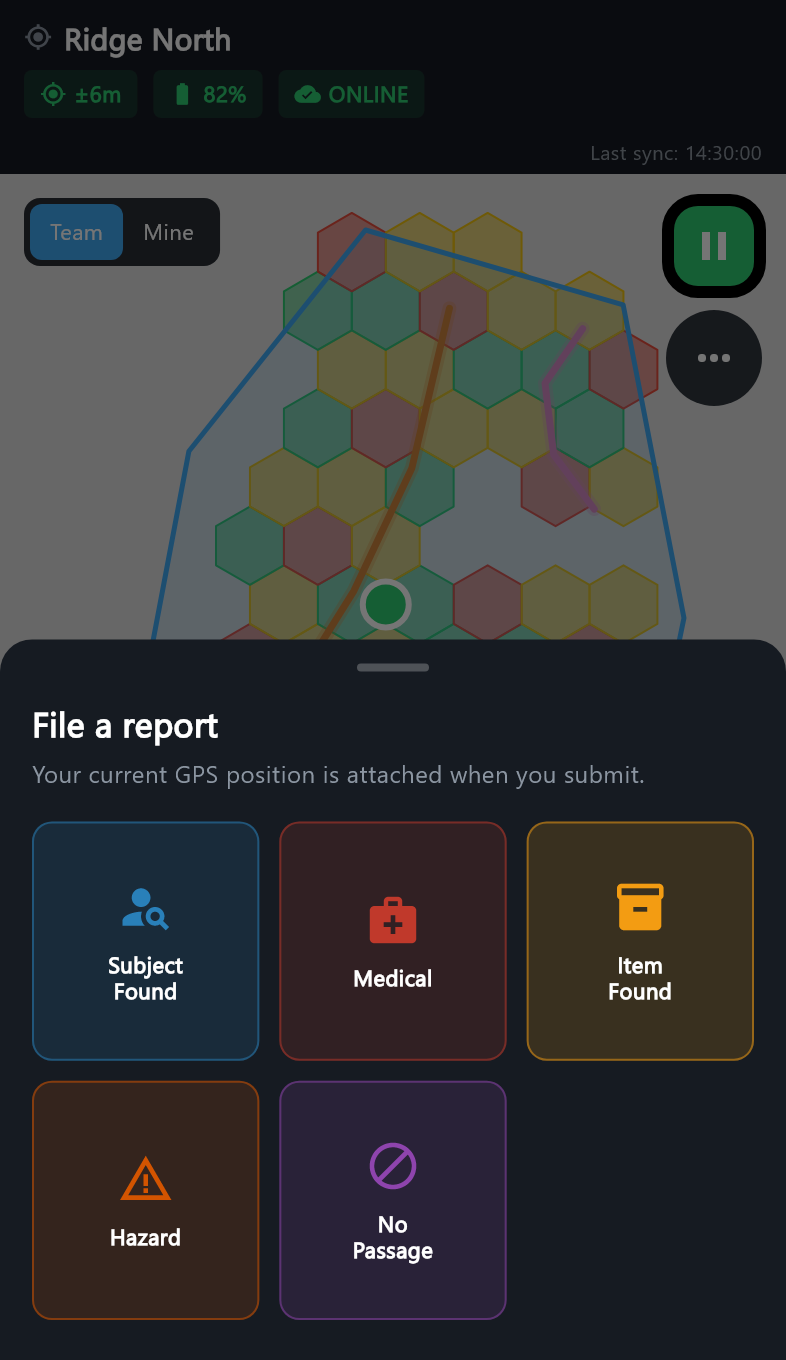 Ridge North
±6m 82% ONLINE
Last sync: 14:30:00
Team Mine
File a report
Your current GPS position is attached when you submit.
Subject
Found
Medical
Item
Found
Hazard
No
Passage